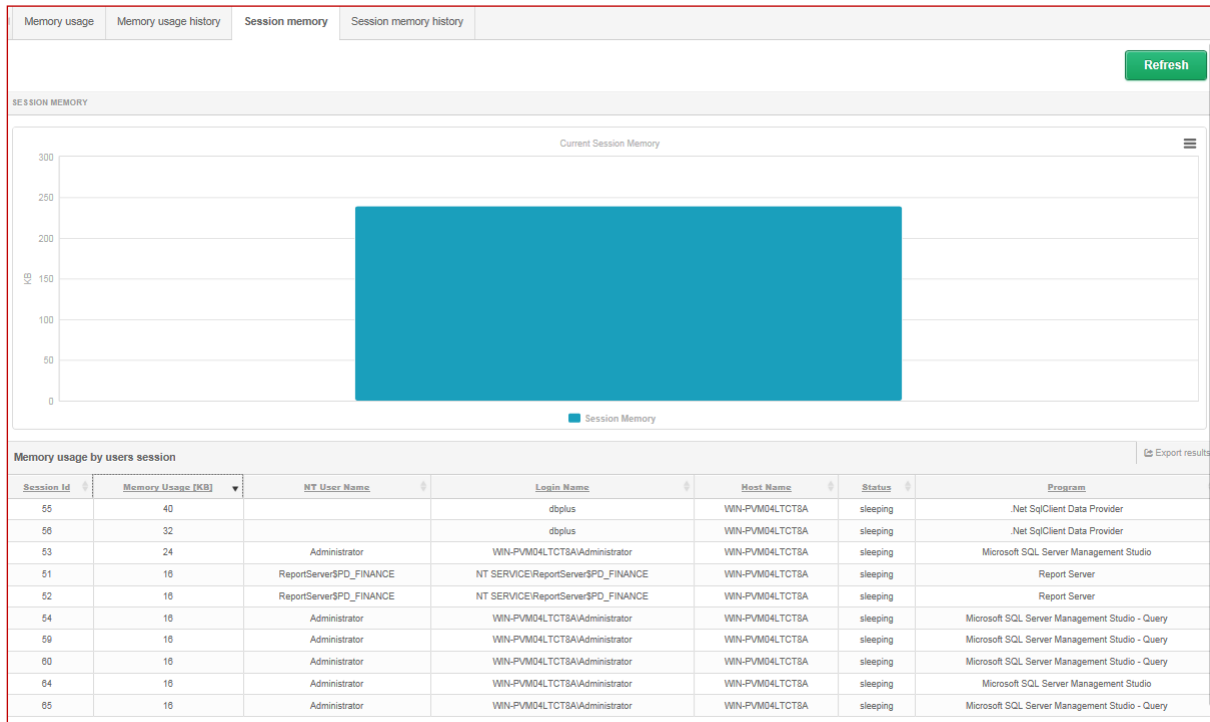 Memory usage Memory usage history Session memory Session memory history
Refresh
SESSION MEMORY
Current Session Memory
300
250
200
150
100
50
0
KB
Session Memory
Memory usage by users session Export results
Session Id Memory Usage [KB] NT User Name Login Name Host Name Status Program
55 40 dbplus WIN-PVM04LTCT8A sleeping .Net SqlClient Data Provider
56 32 dbplus WIN-PVM04LTCT8A sleeping .Net SqlClient Data Provider
53 24 Administrator WIN-PVM04LTCT8A\Administrator WIN-PVM04LTCT8A sleeping Microsoft SQL Server Management Studio
51 16 ReportServer$PD_FINANCE NT SERVICE\ReportServer$PD_FINANCE WIN-PVM04LTCT8A sleeping Report Server
52 16 ReportServer$PD_FINANCE NT SERVICE\ReportServer$PD_FINANCE WIN-PVM04LTCT8A sleeping Report Server
54 16 Administrator WIN-PVM04LTCT8A\Administrator WIN-PVM04LTCT8A sleeping Microsoft SQL Server Management Studio - Query
59 16 Administrator WIN-PVM04LTCT8A\Administrator WIN-PVM04LTCT8A sleeping Microsoft SQL Server Management Studio - Query
60 16 Administrator WIN-PVM04LTCT8A\Administrator WIN-PVM04LTCT8A sleeping Microsoft SQL Server Management Studio - Query
64 16 Administrator WIN-PVM04LTCT8A\Administrator WIN-PVM04LTCT8A sleeping Microsoft SQL Server Management Studio
65 16 Administrator WIN-PVM04LTCT8A\Administrator WIN-PVM04LTCT8A sleeping Microsoft SQL Server Management Studio - Query